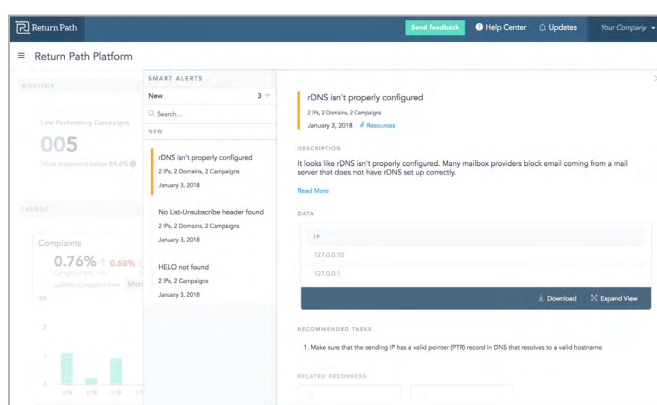 Return Path
Send feedback
Help Center
Updates
Your Company
Return Path Platform
MONITOR
Low Performing Campaigns
005
SMART ALERTS
New 3
Search...
NEW
rDNS isn't properly configured
2 IPs, 2 Domains, 2 Campaigns
January 3, 2018
No List-Unsubscribe header found
2 IPs, 2 Domains, 2 Campaigns
January 3, 2018
HELO not found
2 IPs, 2 Campaigns
January 3, 2018
rDNS isn't properly configured
2 IPs, 2 Domains, 2 Campaigns
January 3, 2018 Resources
DESCRIPTION
It looks like rDNS isn't properly configured. Many mailbox providers block email coming from a mail
server that does not have rDNS set up correctly.
Read More
DATA
IP
127.0.0.10
127.0.0.1
Download
Expand View
RECOMMENDED TASKS
1. Make sure that the sending IP has a valid pointer (PTR) record in DNS that resolves to a valid hostname
RELATED RESOURCES
Complaints
0.76% 0.68%